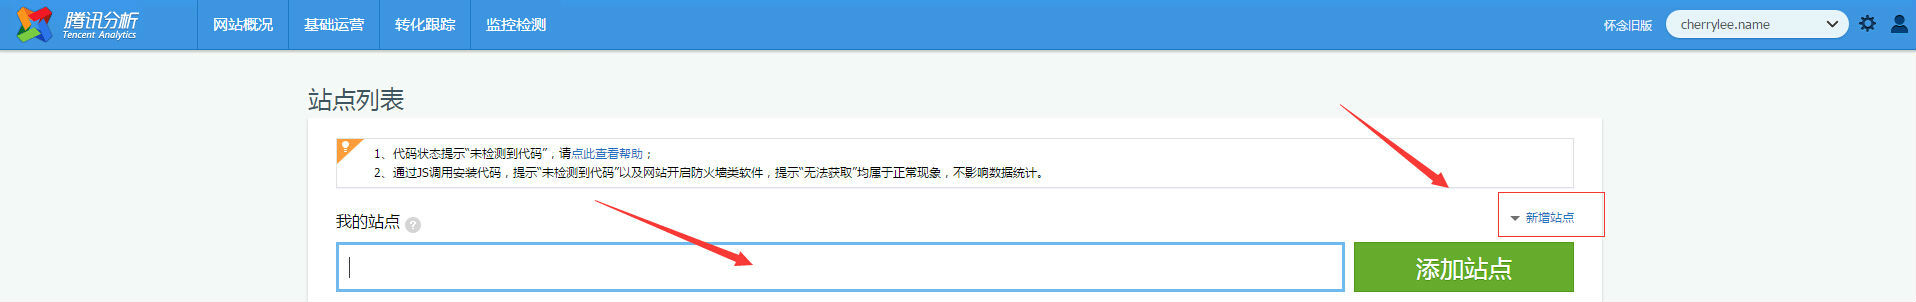 腾讯分析
Tencent Analytics
网站概况 基础运营 转化跟踪 监控检测 怀念旧版 cherrylee.name
站点列表
1、代码状态提示“未检测到代码”，请点此查看帮助；
2、通过JS调用安装代码，提示“未检测到代码”以及网站开启防火墙类软件，提示“无法获取”均属于正常现象，不影响数据统计。
我的站点 ? 新增站点
添加站点